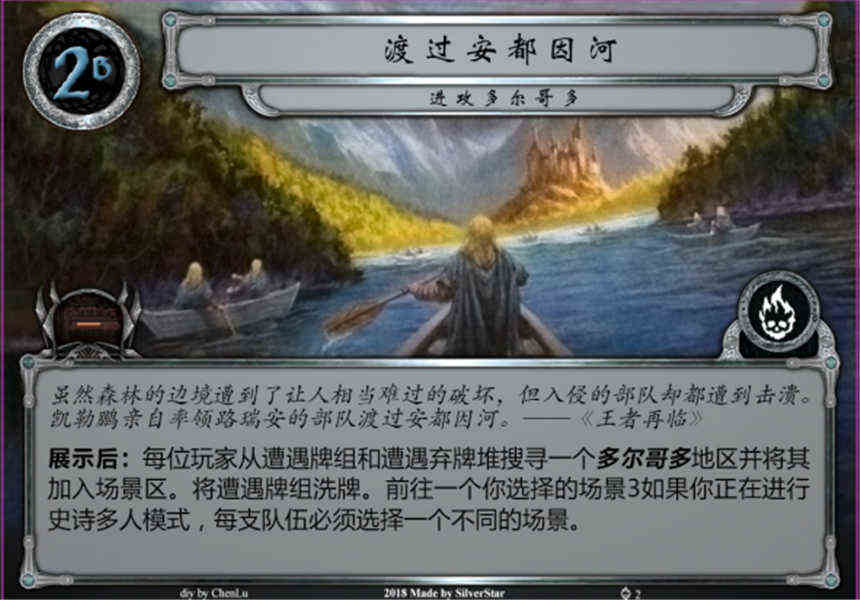 2B
渡过安都因河
进攻多尔哥多
虽然森林的边境遭到了让人相当难过的破坏，但入侵的部队却都遭到击溃。
凯勒鹏亲自率领路瑞安的部队渡过安都因河。——《王者再临》
展示后：每位玩家从遭遇牌组和遭遇弃牌堆搜寻一个多尔哥多地区并将其
加入场景区。将遭遇牌组洗牌。前往一个你选择的场景3如果你正在进行
史诗多人模式，每支队伍必须选择一个不同的场景。
diy by ChenLu
2018 Made by SilverStar
2